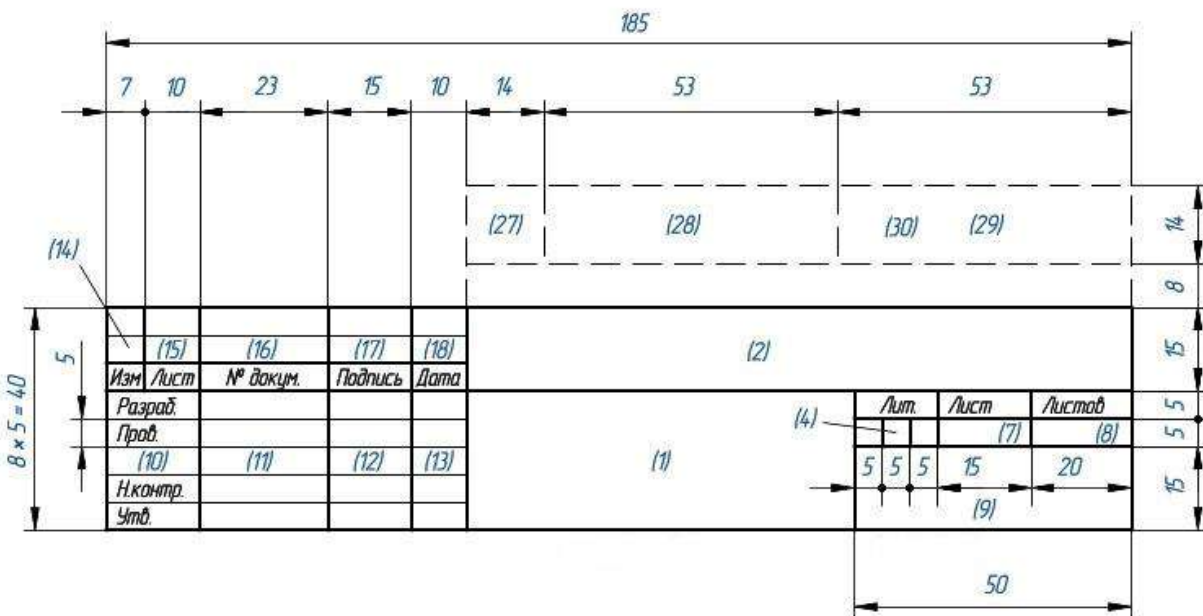 185
7 10 23 15 10 14 53 53
(27) (28) (30) (29) 14
(14)
8
(15) (16) (17) (18) (2) 15
5
Изм Лист № докум. Подпись Дата
8 × 5 = 40
Разраб. Лит. Лист Листов 5
Пров. (4) (7) (8) 5
(10) (11) (12) (13) (1) 5 5 5 15 20 15
Н.контр. (9)
Утв.
50